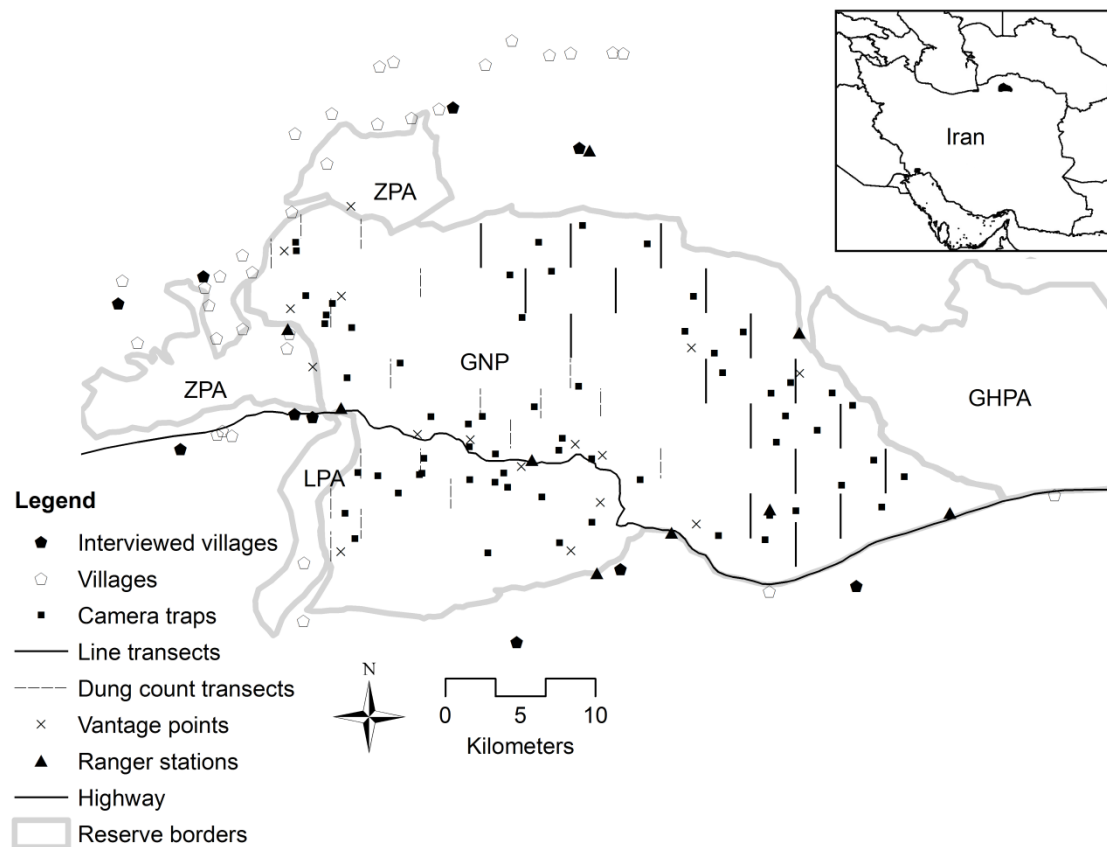 Iran
ZPA
GNP
ZPA
GHPA
LPA
Legend
Interviewed villages
Villages
Camera traps
Line transects
Dung count transects
Vantage points
Ranger stations
Highway
Reserve borders
N
0 5 10
Kilometers